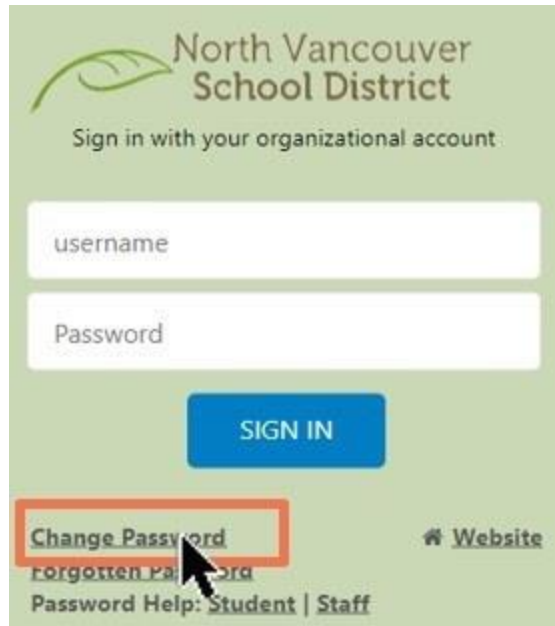 North Vancouver
School District
Sign in with your organizational account
username
Password
SIGN IN
Change Password
Website
Forgotten Password
Password Help: Student | Staff